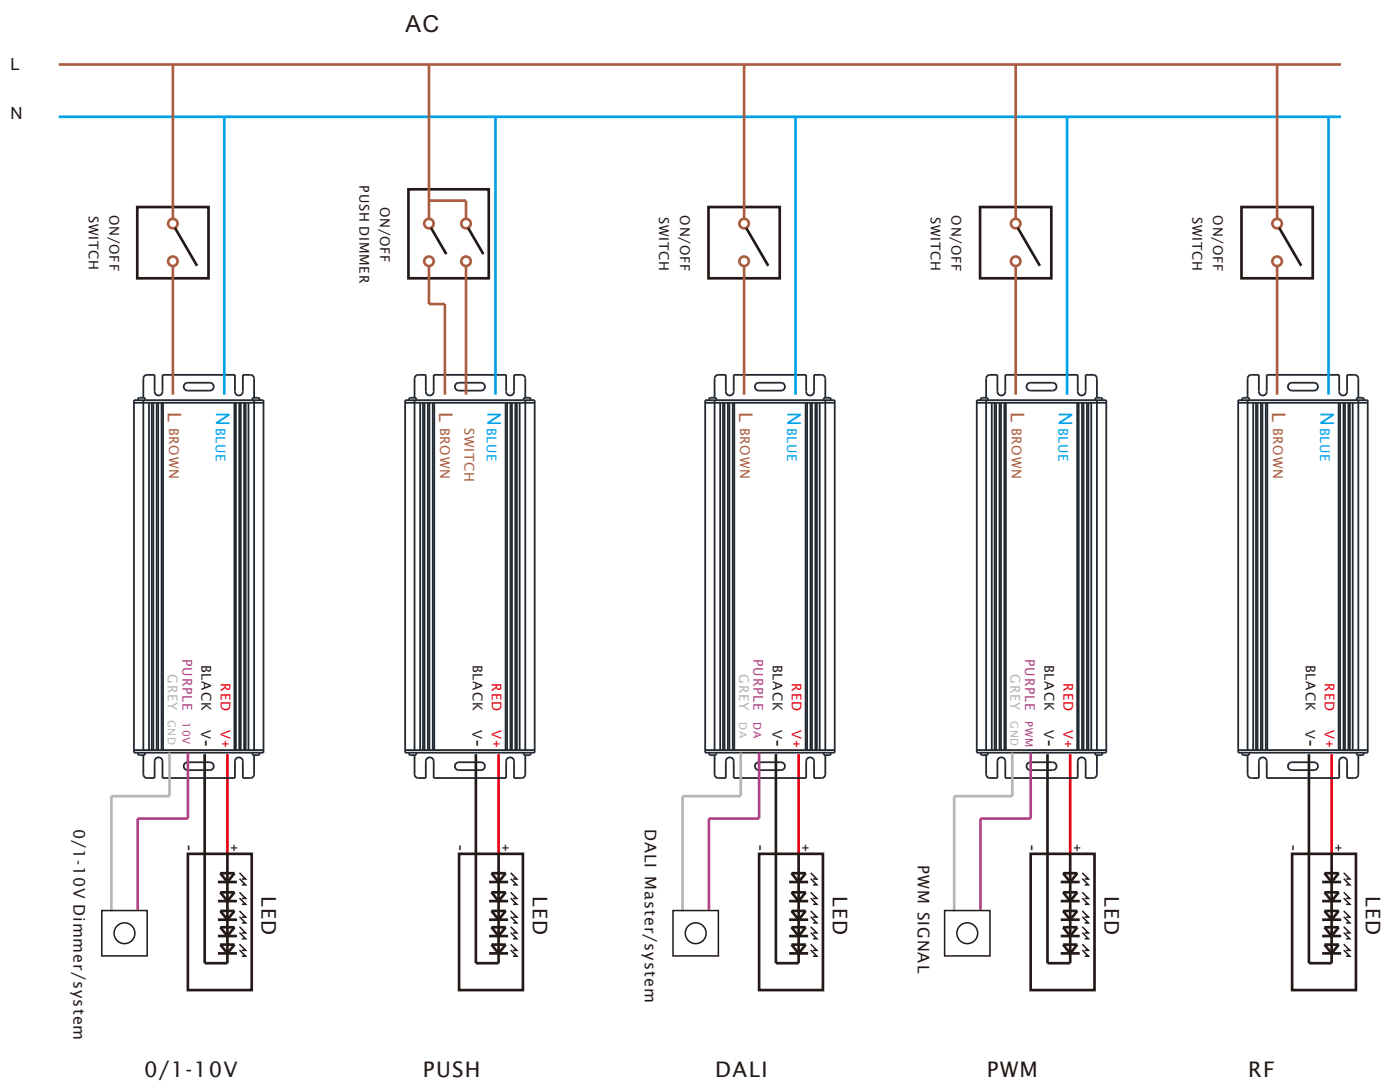 AC
L
N
ON/OFF
SWITCH
ON/OFF
PUSH DIMMER
ON/OFF
SWITCH
ON/OFF
SWITCH
ON/OFF
SWITCH
N BLUE
L BROWN
N BLUE
SWITCH
L BROWN
N BLUE
L BROWN
N BLUE
L BROWN
N BLUE
L BROWN
RED V+
BLACK V-
PURPLE 10V
GREY GND
RED V+
BLACK V-
RED V+
BLACK V-
PURPLE DA
GREY DA
RED V+
BLACK V-
PURPLE PWM
GREY GND
RED V+
BLACK V-
- +
LED
0/1-10V Dimmer/system
- +
LED
- +
LED
DALI Master/system
- +
LED
PWM SIGNAL
- +
LED
0/1-10V
PUSH
DALI
PWM
RF